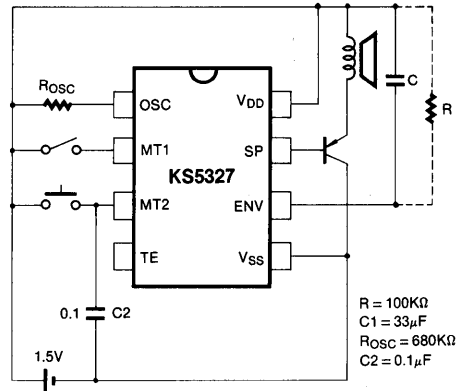 ROSC
OSC
VDD
C
R
MT1
SP
KS5327
MT2
ENV
TE
VSS
0.1
C2
1.5V
R = 100KΩ
C1 = 33µF
ROSC = 680KΩ
C2 = 0.1µF